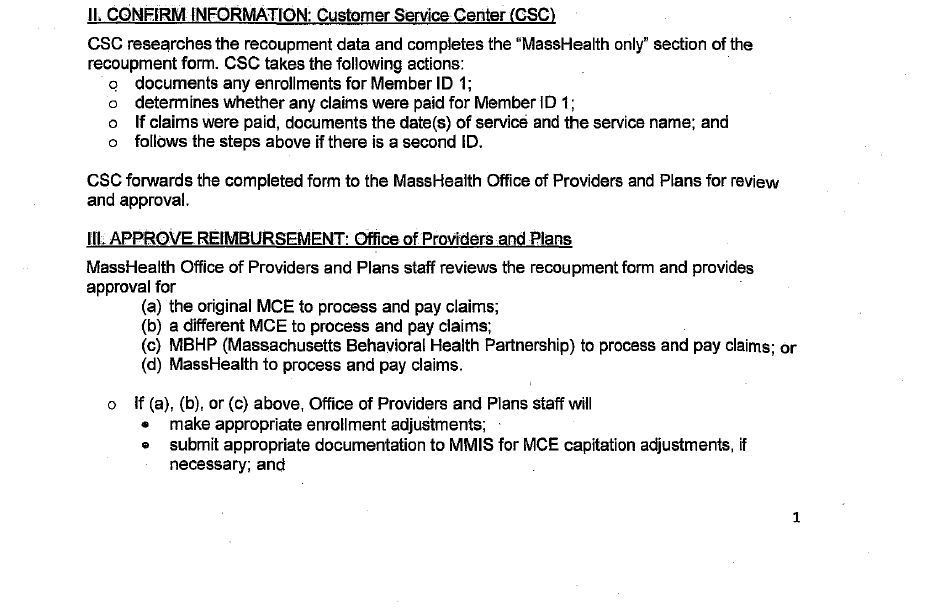 II. CONFIRM INFORMATION: Customer Service Center (CSC)
CSC researches the recoupment data and completes the "MassHealth only" section of the
recoupment form. CSC takes the following actions:
o documents any enrollments for Member ID 1;
o determines whether any claims were paid for Member ID 1;
o If claims were paid, documents the date(s) of service and the service name; and
o follows the steps above if there is a second ID.
CSC forwards the completed form to the MassHealth Office of Providers and Plans for review
and approval.
III. APPROVE REIMBURSEMENT: Office of Providers and Plans
MassHealth Office of Providers and Plans staff reviews the recoupment form and provides
approval for
(a) the original MCE to process and pay claims;
(b) a different MCE to process and pay claims;
(c) MBHP (Massachusetts Behavioral Health Partnership) to process and pay claims; or
(d) MassHealth to process and pay claims.
o If (a), (b), or (c) above, Office of Providers and Plans staff will
• make appropriate enrollment adjustments;
• submit appropriate documentation to MMIS for MCE capitation adjustments, if
necessary; and
1